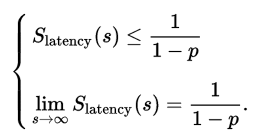 S_latency(s) ≤ 1/(1 − p)
lim_{s→∞} S_latency(s) = 1/(1 − p).